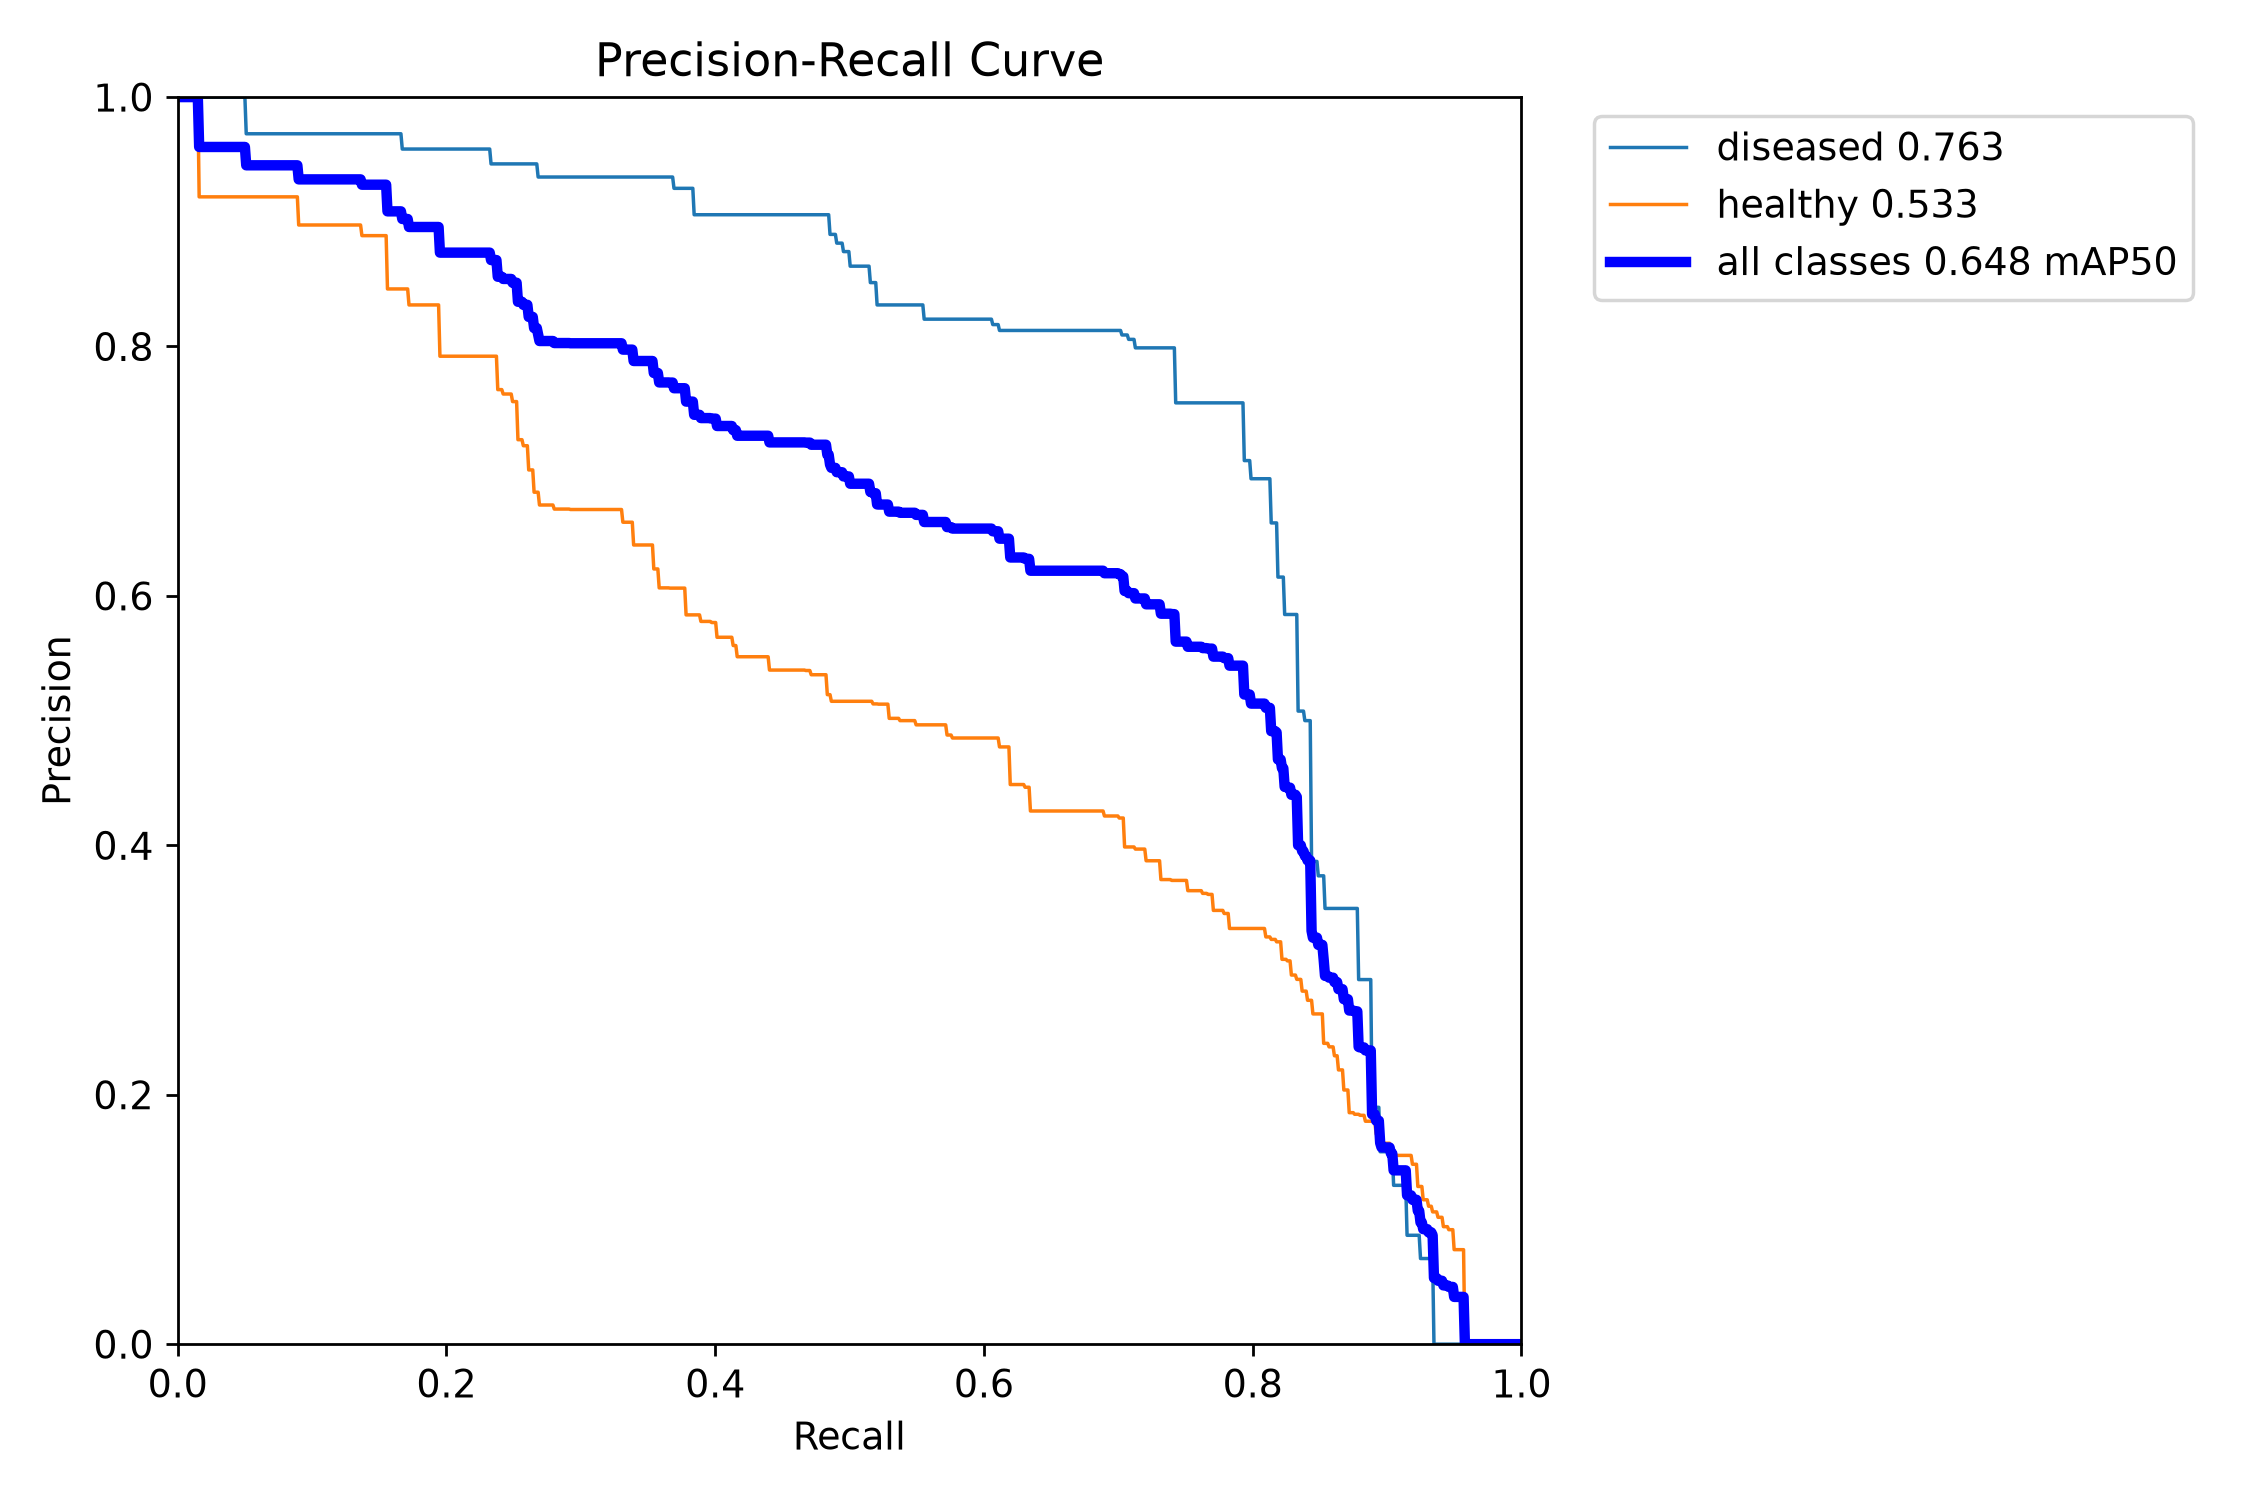 Precision-Recall Curve
1.0
0.8
0.6
0.4
0.2
0.0
Precision
0.0 0.2 0.4 0.6 0.8 1.0
Recall
diseased 0.763
healthy 0.533
all classes 0.648 mAP50